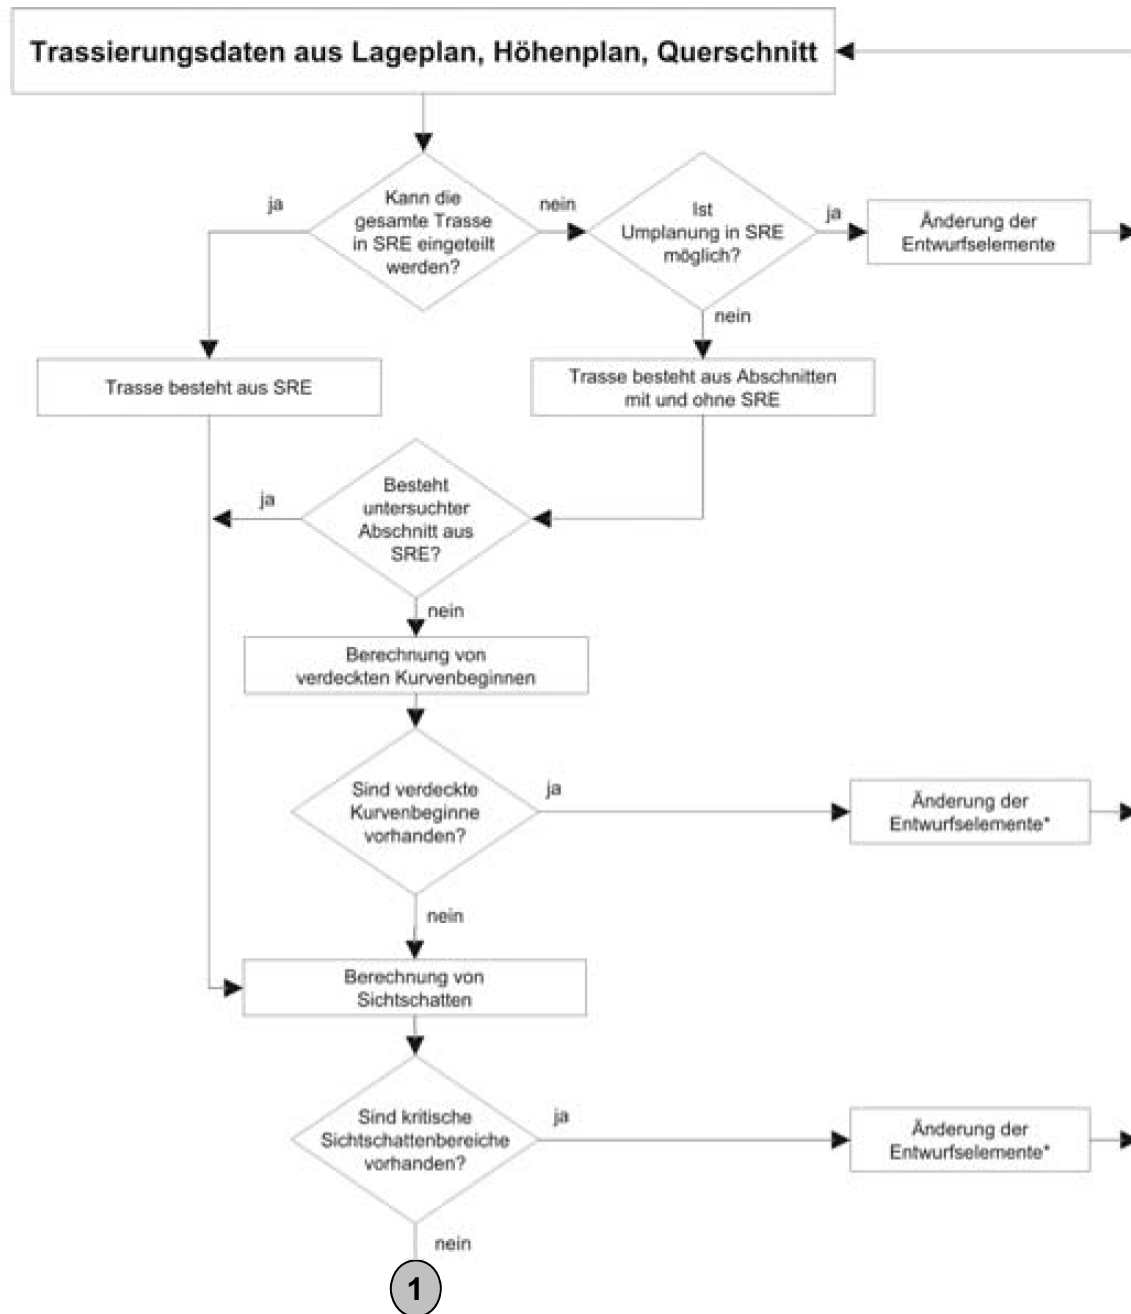 Trassierungsdaten aus Lageplan, Höhenplan, Querschnitt
ja
Kann die
gesamte Trasse
in SRE eingeteilt
werden?
nein
Ist
Umplanung in SRE
möglich?
ja
Änderung der
Entwurfselemente
nein
Trasse besteht aus SRE
Trasse besteht aus Abschnitten
mit und ohne SRE
ja
Besteht
untersuchter
Abschnitt aus
SRE?
nein
Berechnung von
verdeckten Kurvenbeginnen
Sind verdeckte
Kurvenbeginne
vorhanden?
ja
Änderung der
Entwurfselemente*
nein
Berechnung von
Sichtschatten
Sind kritische
Sichtschattenbereiche
vorhanden?
ja
Änderung der
Entwurfselemente*
nein
1